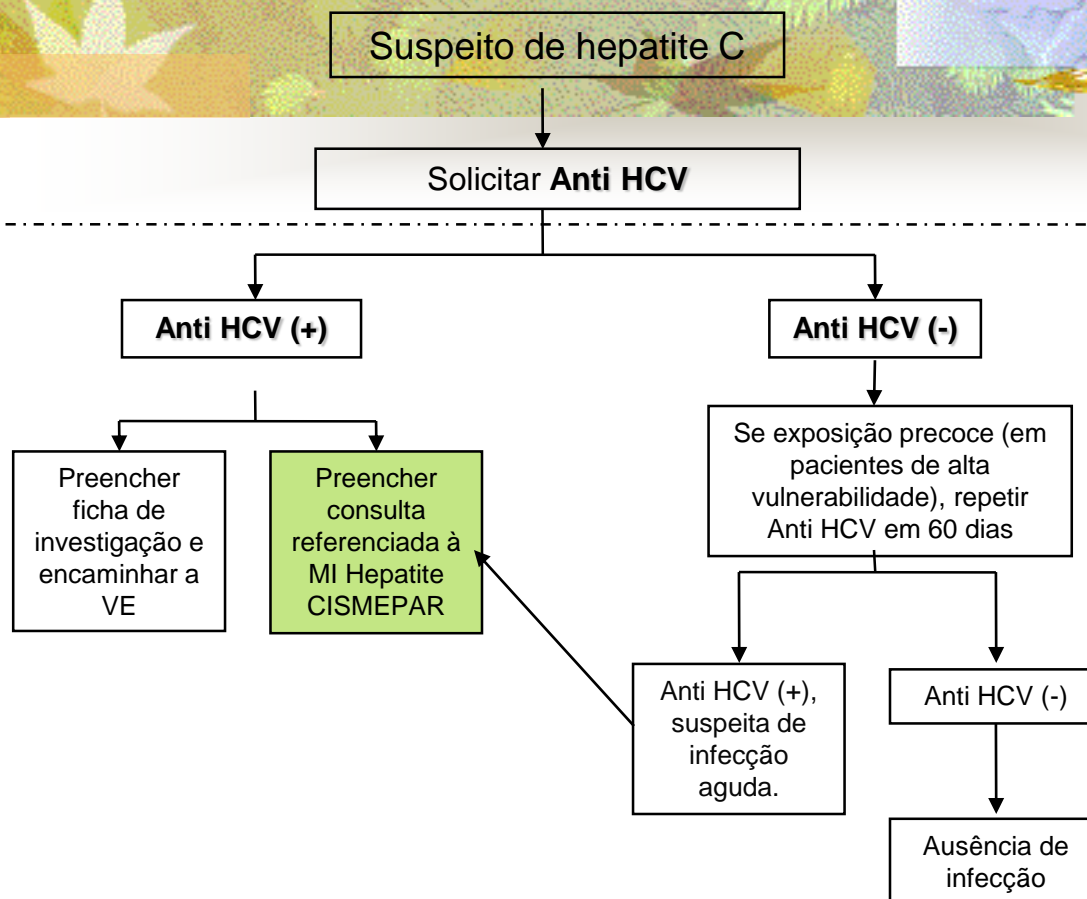 Suspeito de hepatite C
Solicitar Anti HCV
Anti HCV (+)
Anti HCV (-)
Preencher
ficha de
investigação e
encaminhar a
VE
Preencher
consulta
referenciada à
MI Hepatite
CISMEPAR
Se exposição precoce (em
pacientes de alta
vulnerabilidade), repetir
Anti HCV em 60 dias
Anti HCV (+),
suspeita de
infecção
aguda.
Anti HCV (-)
Ausência de
infecção